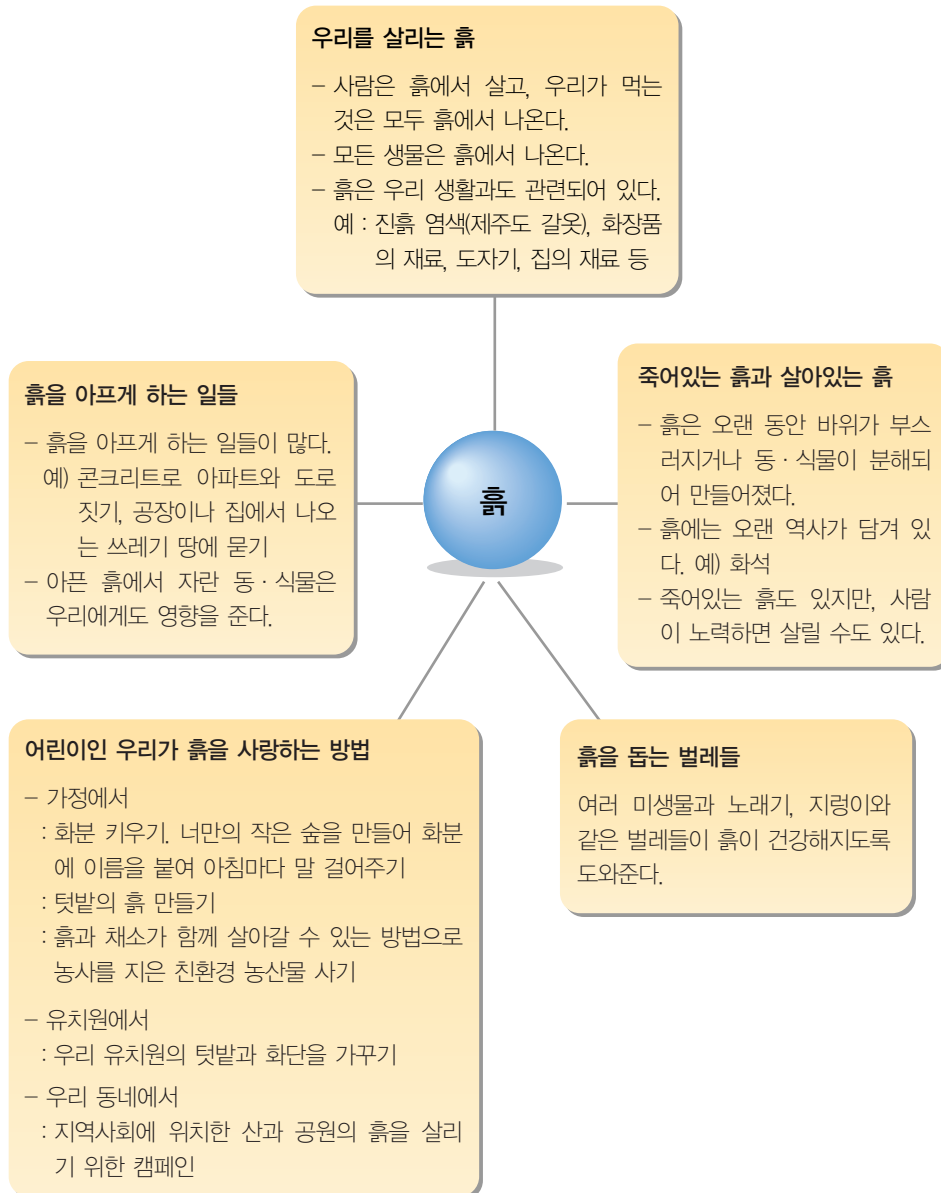 우리를 살리는 흙
– 사람은 흙에서 살고, 우리가 먹는
것은 모두 흙에서 나온다.
– 모든 생물은 흙에서 나온다.
– 흙은 우리 생활과도 관련되어 있다.
예 : 진흙 염색(제주도 갈옷), 화장품
의 재료, 도자기, 집의 재료 등
흙을 아프게 하는 일들
– 흙을 아프게 하는 일들이 많다.
예) 콘크리트로 아파트와 도로
짓기, 공장이나 집에서 나오
는 쓰레기 땅에 묻기
– 아픈 흙에서 자란 동 · 식물은
우리에게도 영향을 준다.
흙
죽어있는 흙과 살아있는 흙
– 흙은 오랜 동안 바위가 부스
러지거나 동 · 식물이 분해되
어 만들어졌다.
– 흙에는 오랜 역사가 담겨 있
다. 예) 화석
– 죽어있는 흙도 있지만, 사람
이 노력하면 살릴 수도 있다.
어린이인 우리가 흙을 사랑하는 방법
– 가정에서
: 화분 키우기. 너만의 작은 숲을 만들어 화분
에 이름을 붙여 아침마다 말 걸어주기
: 텃밭의 흙 만들기
: 흙과 채소가 함께 살아갈 수 있는 방법으로
농사를 지은 친환경 농산물 사기
– 유치원에서
: 우리 유치원의 텃밭과 화단을 가꾸기
– 우리 동네에서
: 지역사회에 위치한 산과 공원의 흙을 살리
기 위한 캠페인
흙을 돕는 벌레들
여러 미생물과 노래기, 지렁이와
같은 벌레들이 흙이 건강해지도록
도와준다.